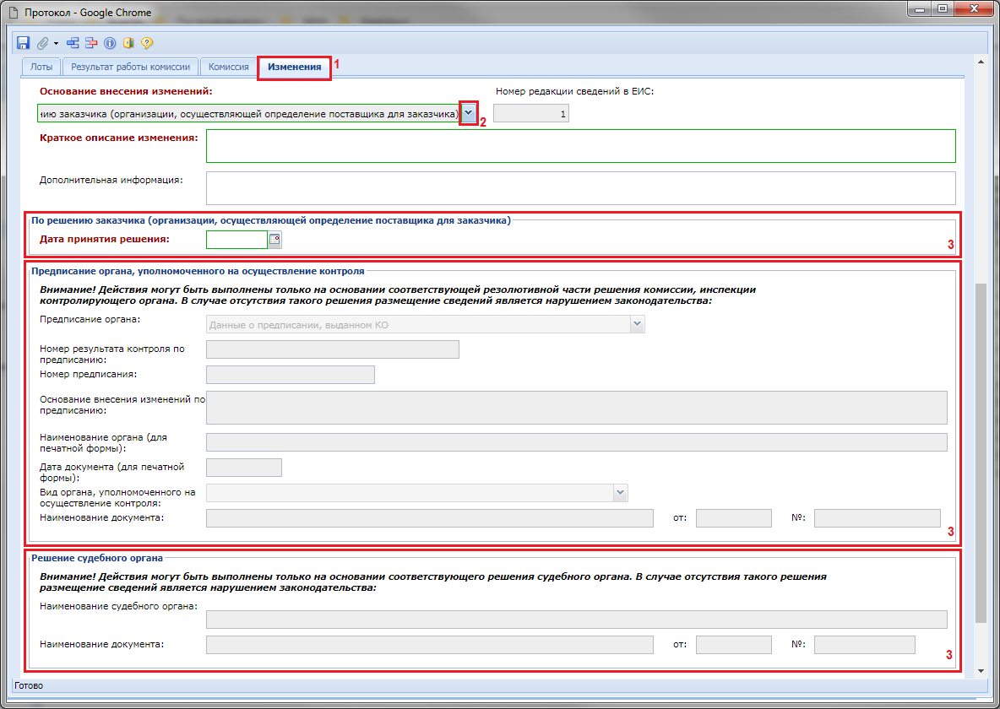 Протокол - Google Chrome
Лоты
Результат работы комиссии
Комиссия
Изменения
1
Основание внесения изменений:
Номер редакции сведений в ЕИС:
нию заказчика (организации, осуществляющей определение поставщика для заказчика)
2
1
Краткое описание изменения:
Дополнительная информация:
По решению заказчика (организации, осуществляющей определение поставщика для заказчика)
Дата принятия решения:
3
Предписание органа, уполномоченного на осуществление контроля
Внимание! Действия могут быть выполнены только на основании соответствующей резолютивной части решения комиссии, инспекции
контролирующего органа. В случае отсутствия такого решения размещение сведений является нарушением законодательства:
Предписание органа:
Данные о предписании, выданном КО
Номер результата контроля по
предписанию:
Номер предписания:
Основание внесения изменений по
предписанию:
Наименование органа (для
печатной формы):
Дата документа (для печатной
формы):
Вид органа, уполномоченного на
осуществление контроля:
Наименование документа:
от:
№:
3
Решение судебного органа
Внимание! Действия могут быть выполнены только на основании соответствующего решения судебного органа. В случае отсутствия такого решения
размещение сведений является нарушением законодательства:
Наименование судебного органа:
Наименование документа:
от:
№:
3
Готово